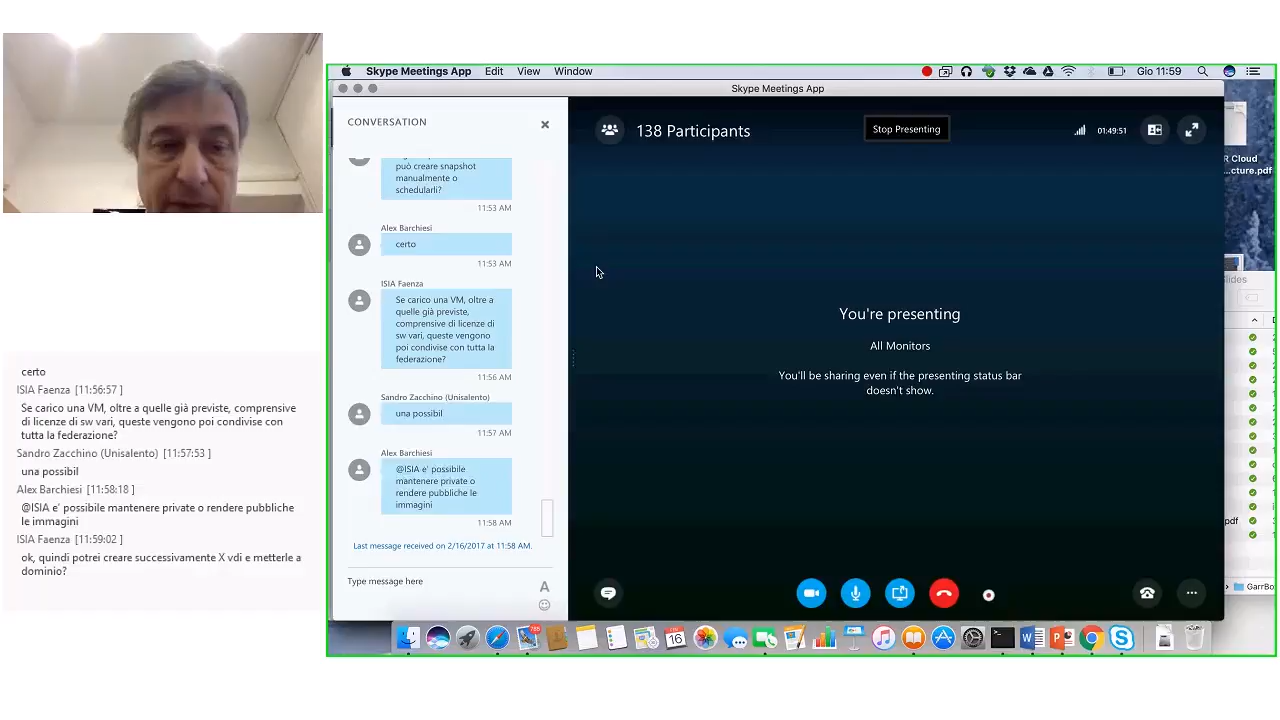 Skype Meetings App Edit View Window
Gio 11:59
Skype Meetings App
CONVERSATION
138 Participants
Stop Presenting
01:49:51
R Cloud
...cture.pdf
può creare snapshot
manualmente o
schedularli?
11:53 AM
Alex Barchiesi
certo
11:53 AM
ISIA Faenza
Se carico una VM, oltre a
quelle già previste,
comprensive di licenze di
sw vari, queste vengono
poi condivise con tutta la
federazione?
11:56 AM
Sandro Zacchino (Unisalento)
una possibil
11:57 AM
Alex Barchiesi
@ISIA e' possibile
mantenere private o
rendere pubbliche le
immagini
11:58 AM
Last message received on 2/16/2017 at 11:58 AM.
Type message here
A
You're presenting
All Monitors
You'll be sharing even if the presenting status bar
doesn't show.
pdf
GarrBo
16
certo
ISIA Faenza [11:56:57 ]
Se carico una VM, oltre a quelle già previste, comprensive
di licenze di sw vari, queste vengono poi condivise con
tutta la federazione?
Sandro Zacchino (Unisalento) [11:57:53 ]
una possibil
Alex Barchiesi [11:58:18 ]
@ISIA e' possibile mantenere private o rendere pubbliche
le immagini
ISIA Faenza [11:59:02 ]
ok, quindi potrei creare successivamente X vdi e metterle a
dominio?